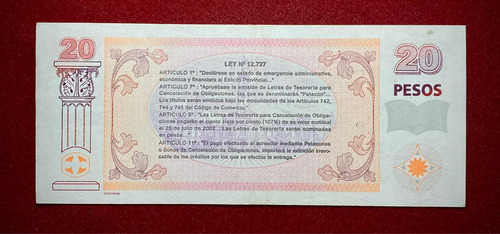 20
20
PESOS
LEY Nº 12.727
ARTICULO 1º: "Declárese en estado de emergencia administrativa,
económica y financiera al Estado Provincial..."
ARTICULO 7º: "Apruébase la emisión de Letras de Tesorería para
Cancelación de Obligaciones, las que se denominarán "Patacón"...
Los títulos serán emitidos bajo las modalidades de los Artículos 742,
744 y 745 del Código de Comercio."
ARTICULO 8º: "Las Letras de Tesorería para Cancelación de Obliga-
ciones pagarán el ciento siete por ciento (107%) de su valor nominal
el 25 de julio de 2002... Las Letras de Tesorería serán nominadas
en pesos..."
ARTICULO 11º: "El pago efectuado al acreedor mediante Patacones
o Bonos de Cancelación de Obligaciones, importará la extinción irrevo-
cable de los créditos por los que se efectúe la entrega."